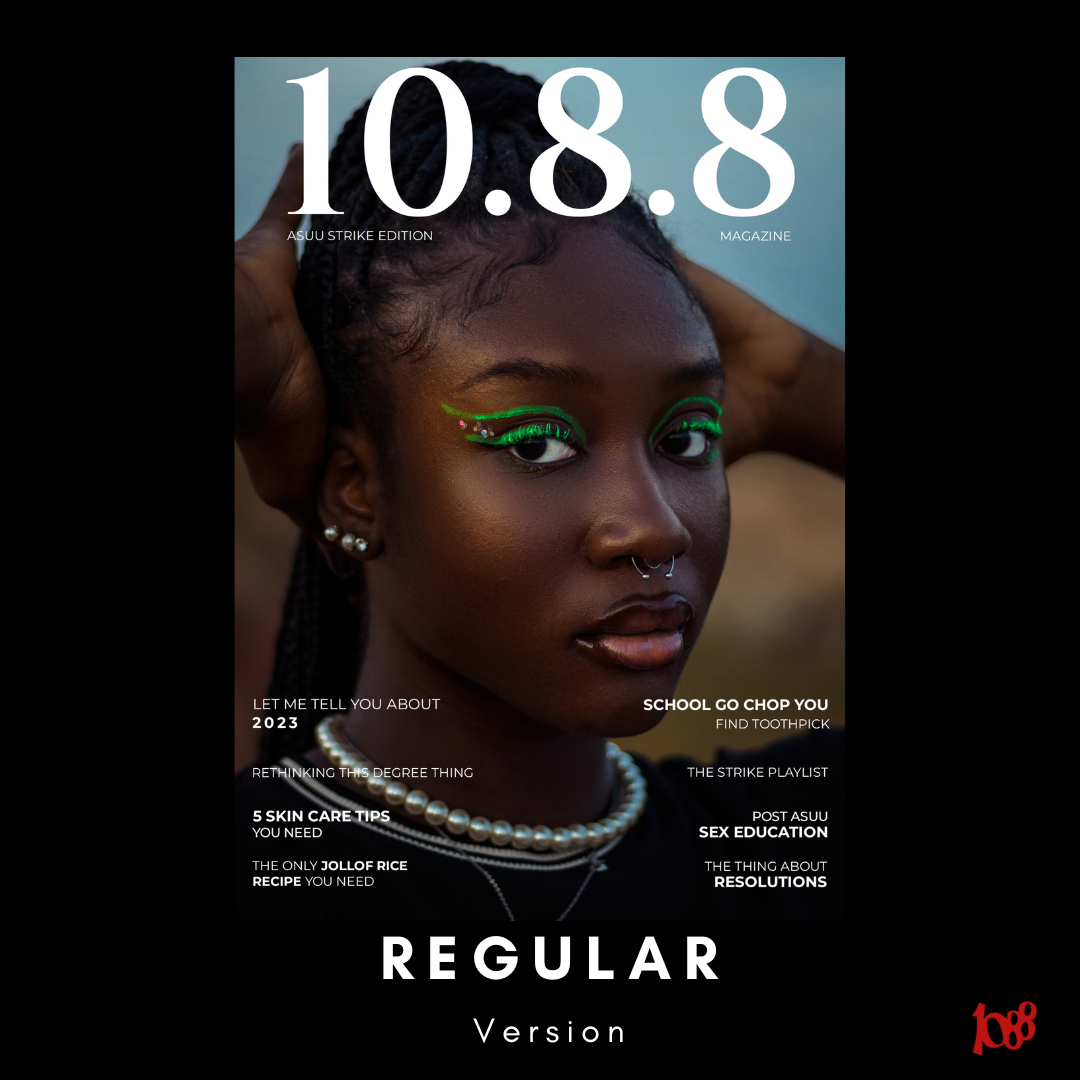 10.8.8
ASUU STRIKE EDITION
MAGAZINE
LET ME TELL YOU ABOUT
2023
RETHINKING THIS DEGREE THING
5 SKIN CARE TIPS
YOU NEED
THE ONLY JOLLOF RICE
RECIPE YOU NEED
SCHOOL GO CHOP YOU
FIND TOOTHPICK
THE STRIKE PLAYLIST
POST ASUU
SEX EDUCATION
THE THING ABOUT
RESOLUTIONS
REGULAR
Version
1088